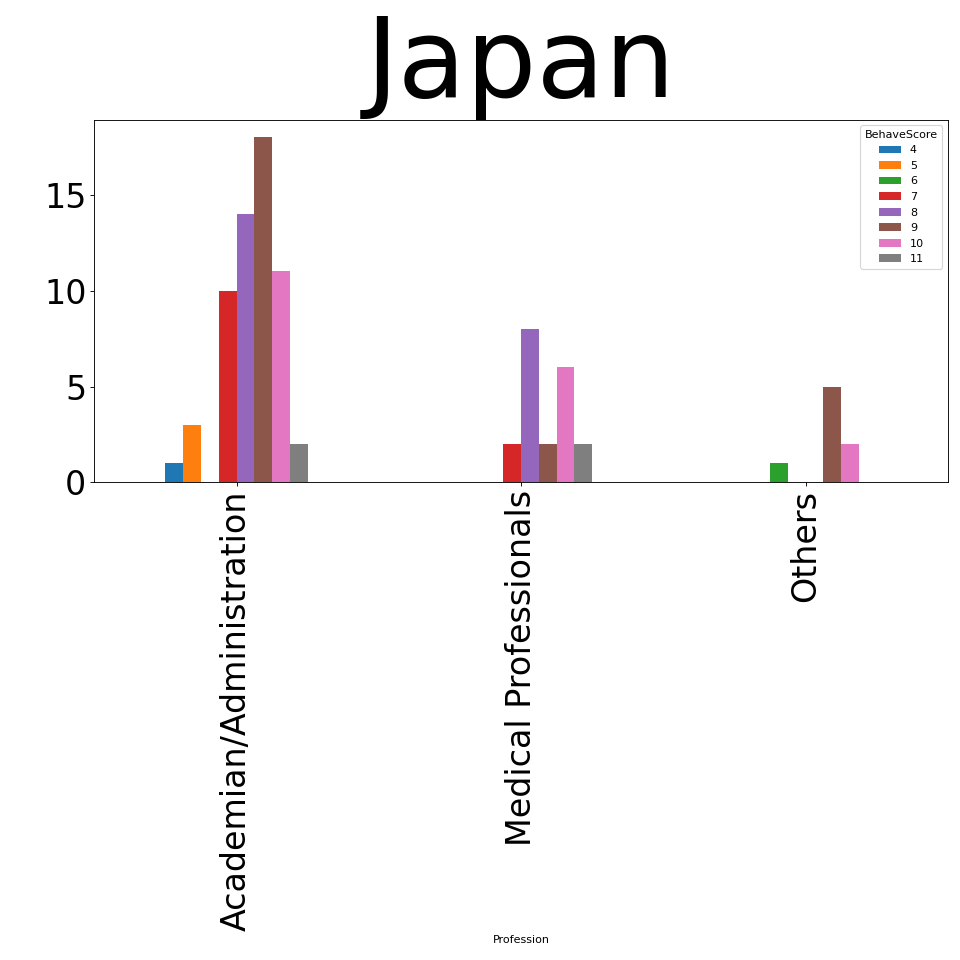 Japan
BehaveScore
4
5
6
7
8
9
10
11
15
10
5
0
Academian/Administration
Medical Professionals
Others
Profession